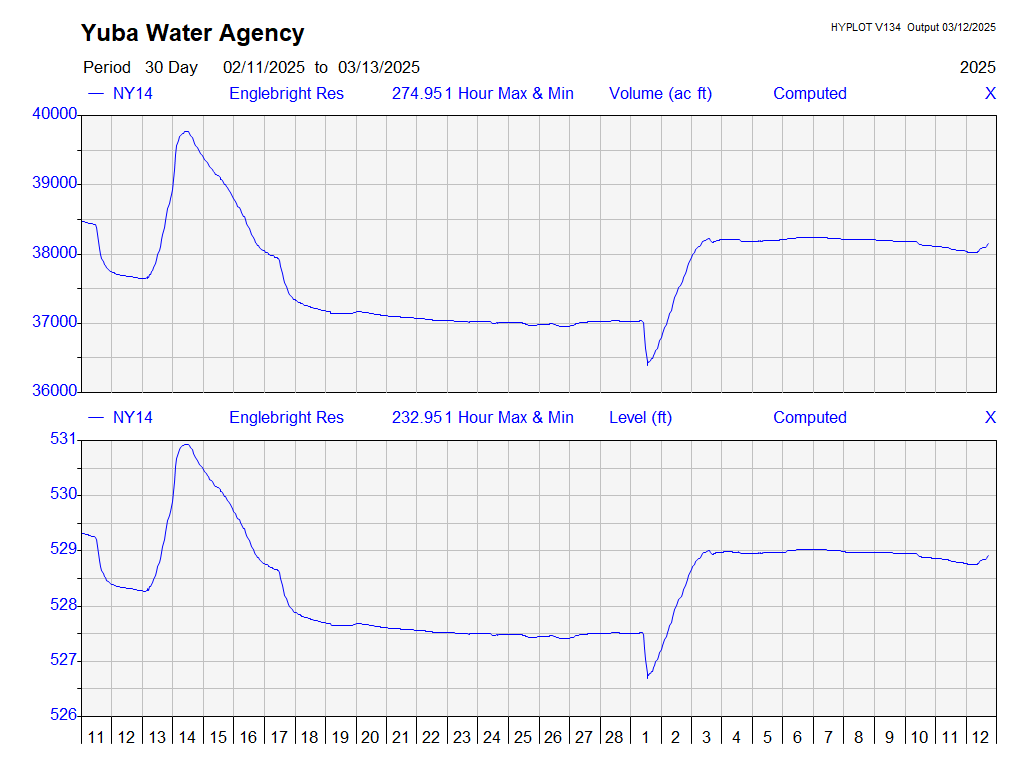 Yuba Water Agency HYPLOT V134 Output 03/12/2025
Period 30 Day 02/11/2025 to 03/13/2025 2025
NY14 Englebright Res 274.951 Hour Max & Min Volume (ac ft) Computed X
40000
39000
38000
37000
36000
NY14 Englebright Res 232.951 Hour Max & Min Level (ft) Computed X
531
530
529
528
527
526
11 12 13 14 15 16 17 18 19 20 21 22 23 24 25 26 27 28 1 2 3 4 5 6 7 8 9 10 11 12